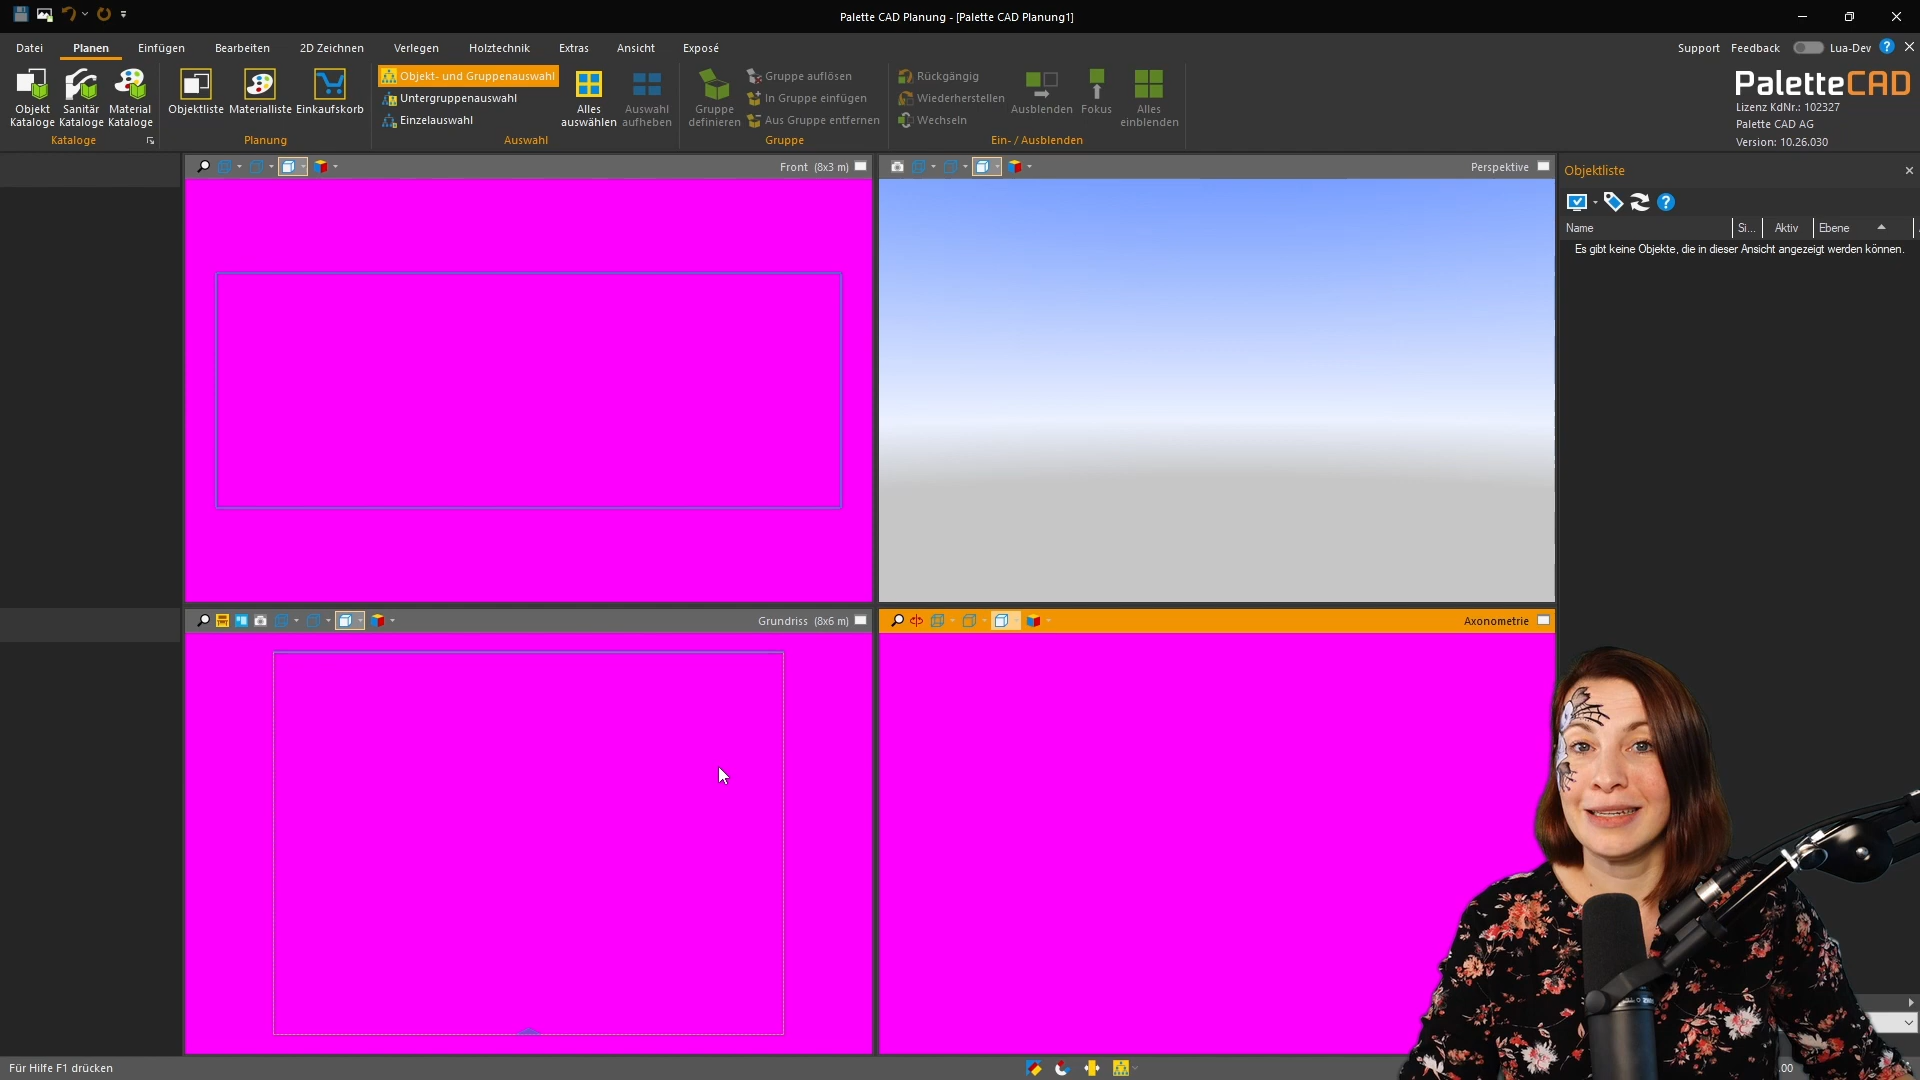 Palette CAD Planung - [Palette CAD Planung1]
Datei Planen Einfügen Bearbeiten 2D Zeichnen Verlegen Holztechnik Extras Ansicht Exposé
Support Feedback Lua-Dev
Objekt Kataloge
Sanitär Kataloge
Material Kataloge
Kataloge
Objektliste Materialliste Einkaufskorb
Planung
Objekt- und Gruppenauswahl
Untergruppenauswahl
Einzelauswahl
Alles auswählen
Auswahl aufheben
Auswahl
Gruppe definieren
Gruppe auflösen
In Gruppe einfügen
Aus Gruppe entfernen
Gruppe
Rückgängig
Wiederherstellen
Wechseln
Ausblenden Fokus
Alles einblenden
Ein- / Ausblenden
PaletteCAD
Lizenz KdNr.: 102327
Palette CAD AG
Version: 10.26.030
Front (8x3 m)
Perspektive
Objektliste
Name Si... Aktiv Ebene
Es gibt keine Objekte, die in dieser Ansicht angezeigt werden können.
Grundriss (8x6 m)
Axonometrie
Für Hilfe F1 drücken
.00